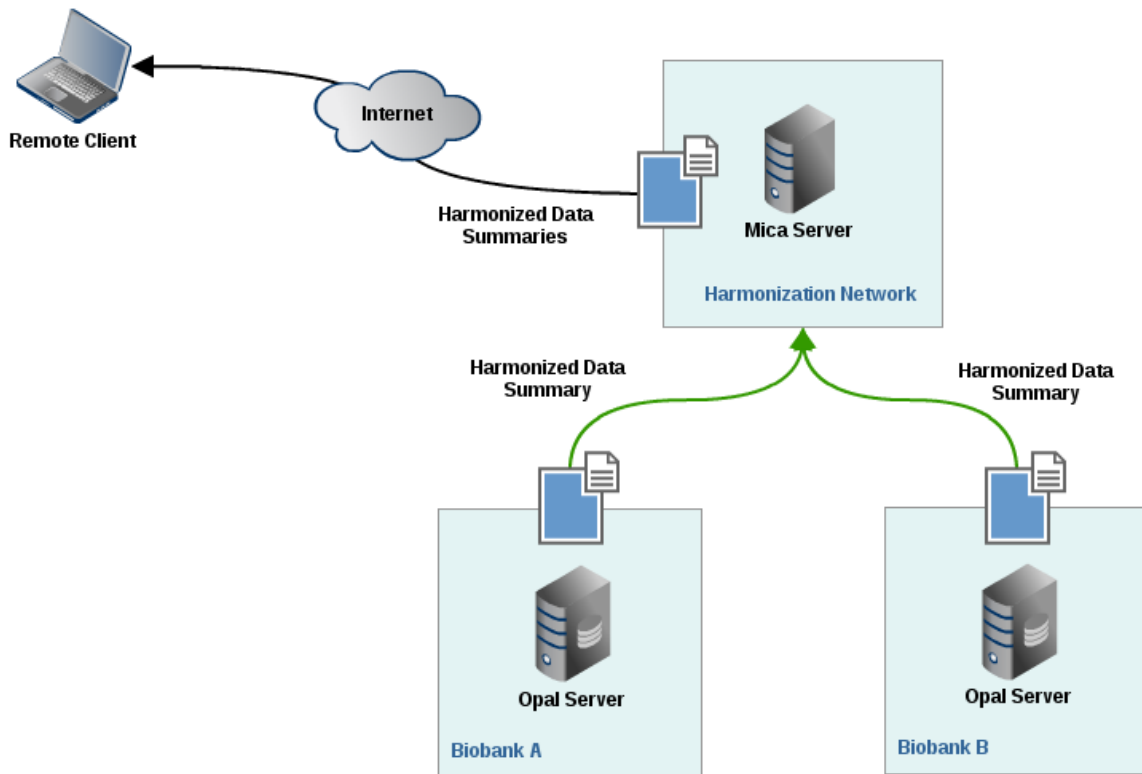 Internet
Remote Client
Harmonized Data
Summaries
Mica Server
Harmonization Network
Harmonized Data
Summary
Harmonized Data
Summary
Opal Server
Biobank A
Opal Server
Biobank B